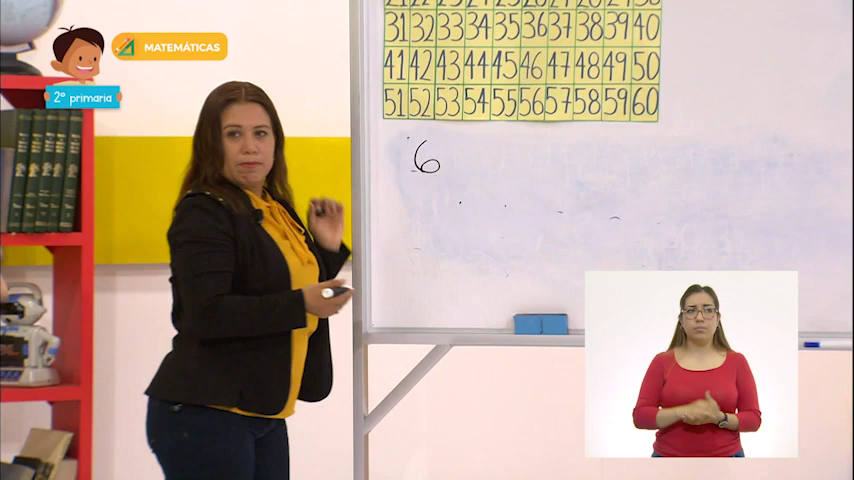 MATEMÁTICAS
2° primaria
31 32 33 34 35 36 37 38 39 40
41 42 43 44 45 46 47 48 49 50
51 52 53 54 55 56 57 58 59 60
6